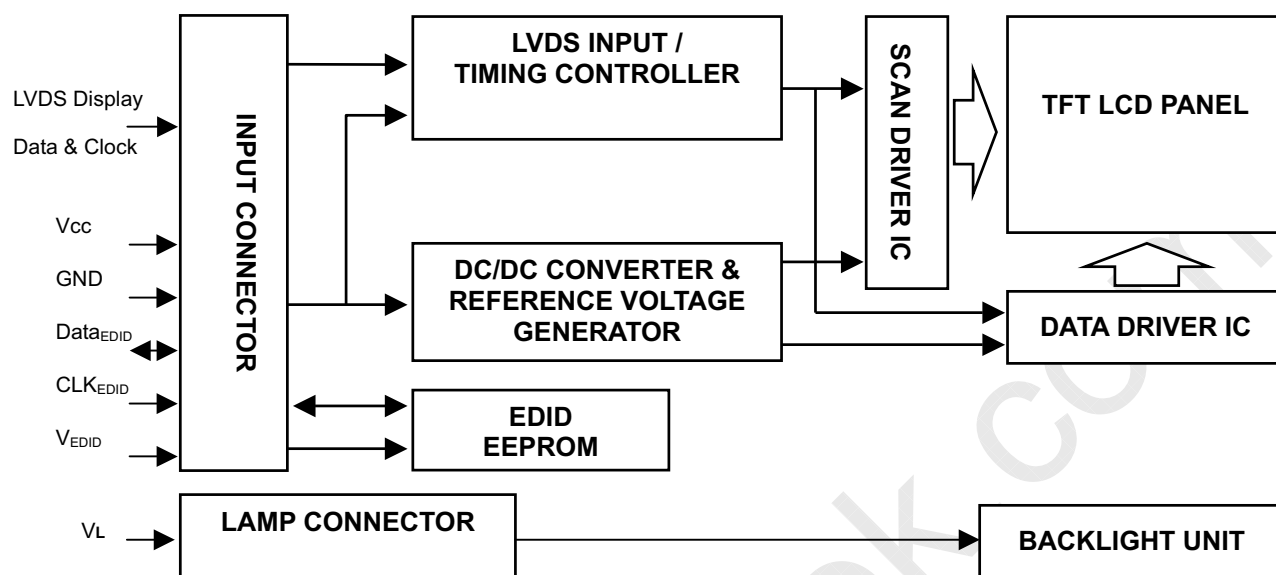 LVDS Display
Data & Clock
Vcc
GND
DataEDID
CLKEDID
VEDID
VL
INPUT CONNECTOR
LVDS INPUT /
TIMING CONTROLLER
DC/DC CONVERTER &
REFERENCE VOLTAGE
GENERATOR
EDID
EEPROM
SCAN DRIVER IC
TFT LCD PANEL
DATA DRIVER IC
LAMP CONNECTOR
BACKLIGHT UNIT